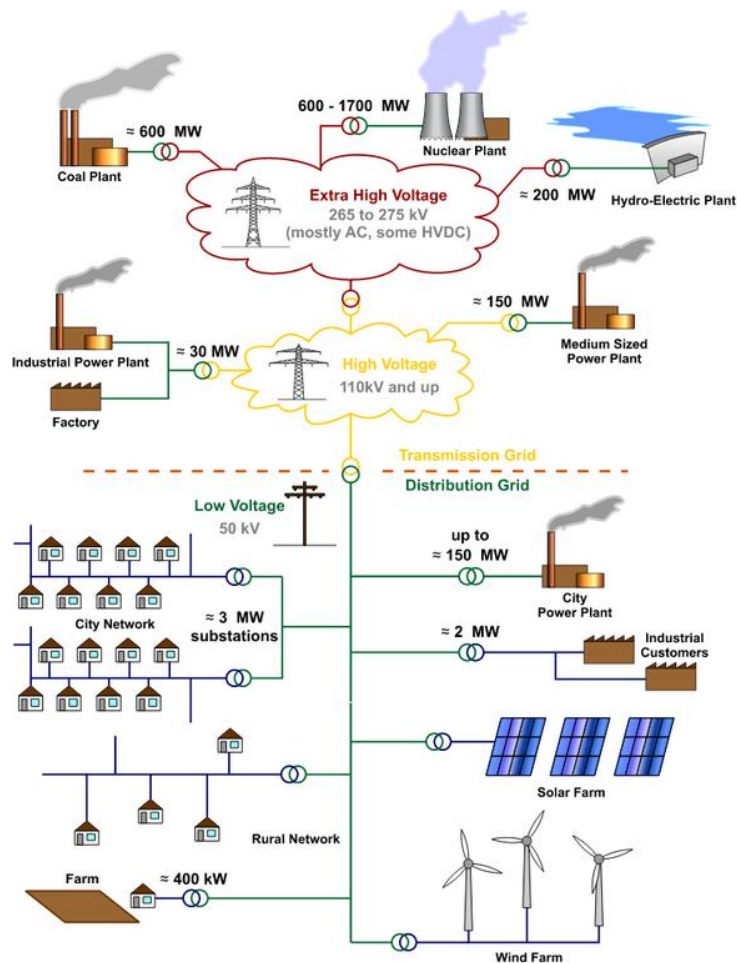 600 - 1700 MW
≈ 600 MW
Nuclear Plant
Coal Plant
Extra High Voltage
265 to 275 kV
(mostly AC, some HVDC)
≈ 200 MW
Hydro-Electric Plant
≈ 150 MW
Industrial Power Plant
≈ 30 MW
High Voltage
110kV and up
Medium Sized
Power Plant
Factory
Transmission Grid
Distribution Grid
Low Voltage
50 kV
up to
≈ 150 MW
City
Power Plant
City Network
≈ 3 MW
substations
≈ 2 MW
Industrial
Customers
Solar Farm
Rural Network
Farm
≈ 400 kW
Wind Farm